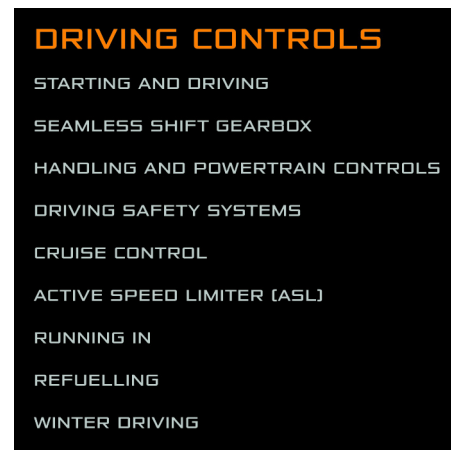 DRIVING CONTROLS
STARTING AND DRIVING
SEAMLESS SHIFT GEARBOX
HANDLING AND POWERTRAIN CONTROLS
DRIVING SAFETY SYSTEMS
CRUISE CONTROL
ACTIVE SPEED LIMITER (ASL)
RUNNING IN
REFUELLING
WINTER DRIVING